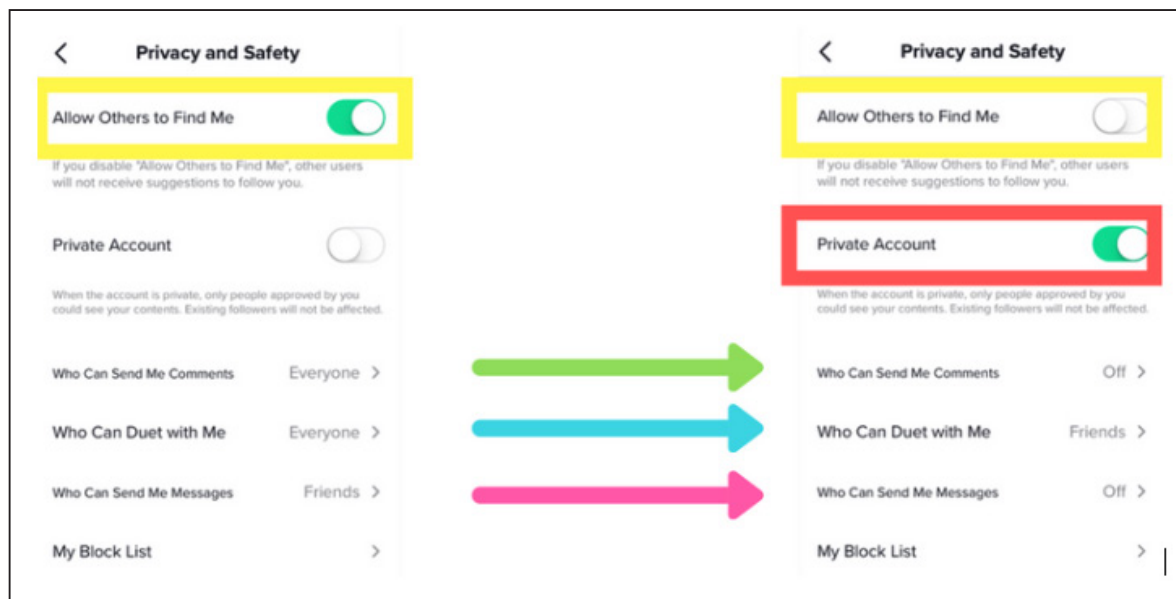 Privacy and Safety
Allow Others to Find Me
If you disable "Allow Others to Find Me", other users
will not receive suggestions to follow you.
Private Account
When the account is private, only people approved by you
could see your contents. Existing followers will not be affected.
Who Can Send Me Comments Everyone >
Who Can Duet with Me Everyone >
Who Can Send Me Messages Friends >
My Block List >
Privacy and Safety
Allow Others to Find Me
If you disable "Allow Others to Find Me", other users
will not receive suggestions to follow you.
Private Account
When the account is private, only people approved by you
could see your contents. Existing followers will not be affected.
Who Can Send Me Comments Off >
Who Can Duet with Me Friends >
Who Can Send Me Messages Off >
My Block List >